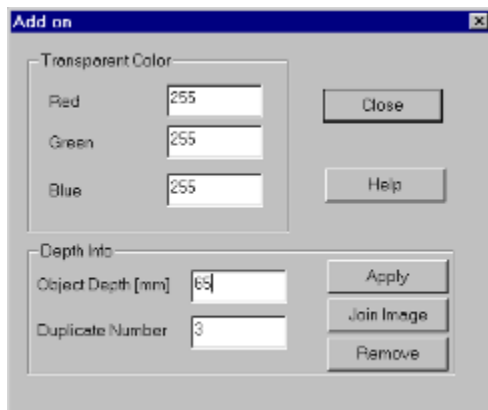 Add on
Transparent Color
Red 255
Close
Green 255
Blue 255
Help
Depth Info
Object Depth [mm] 65
Apply
Join Image
Duplicate Number 3
Remove